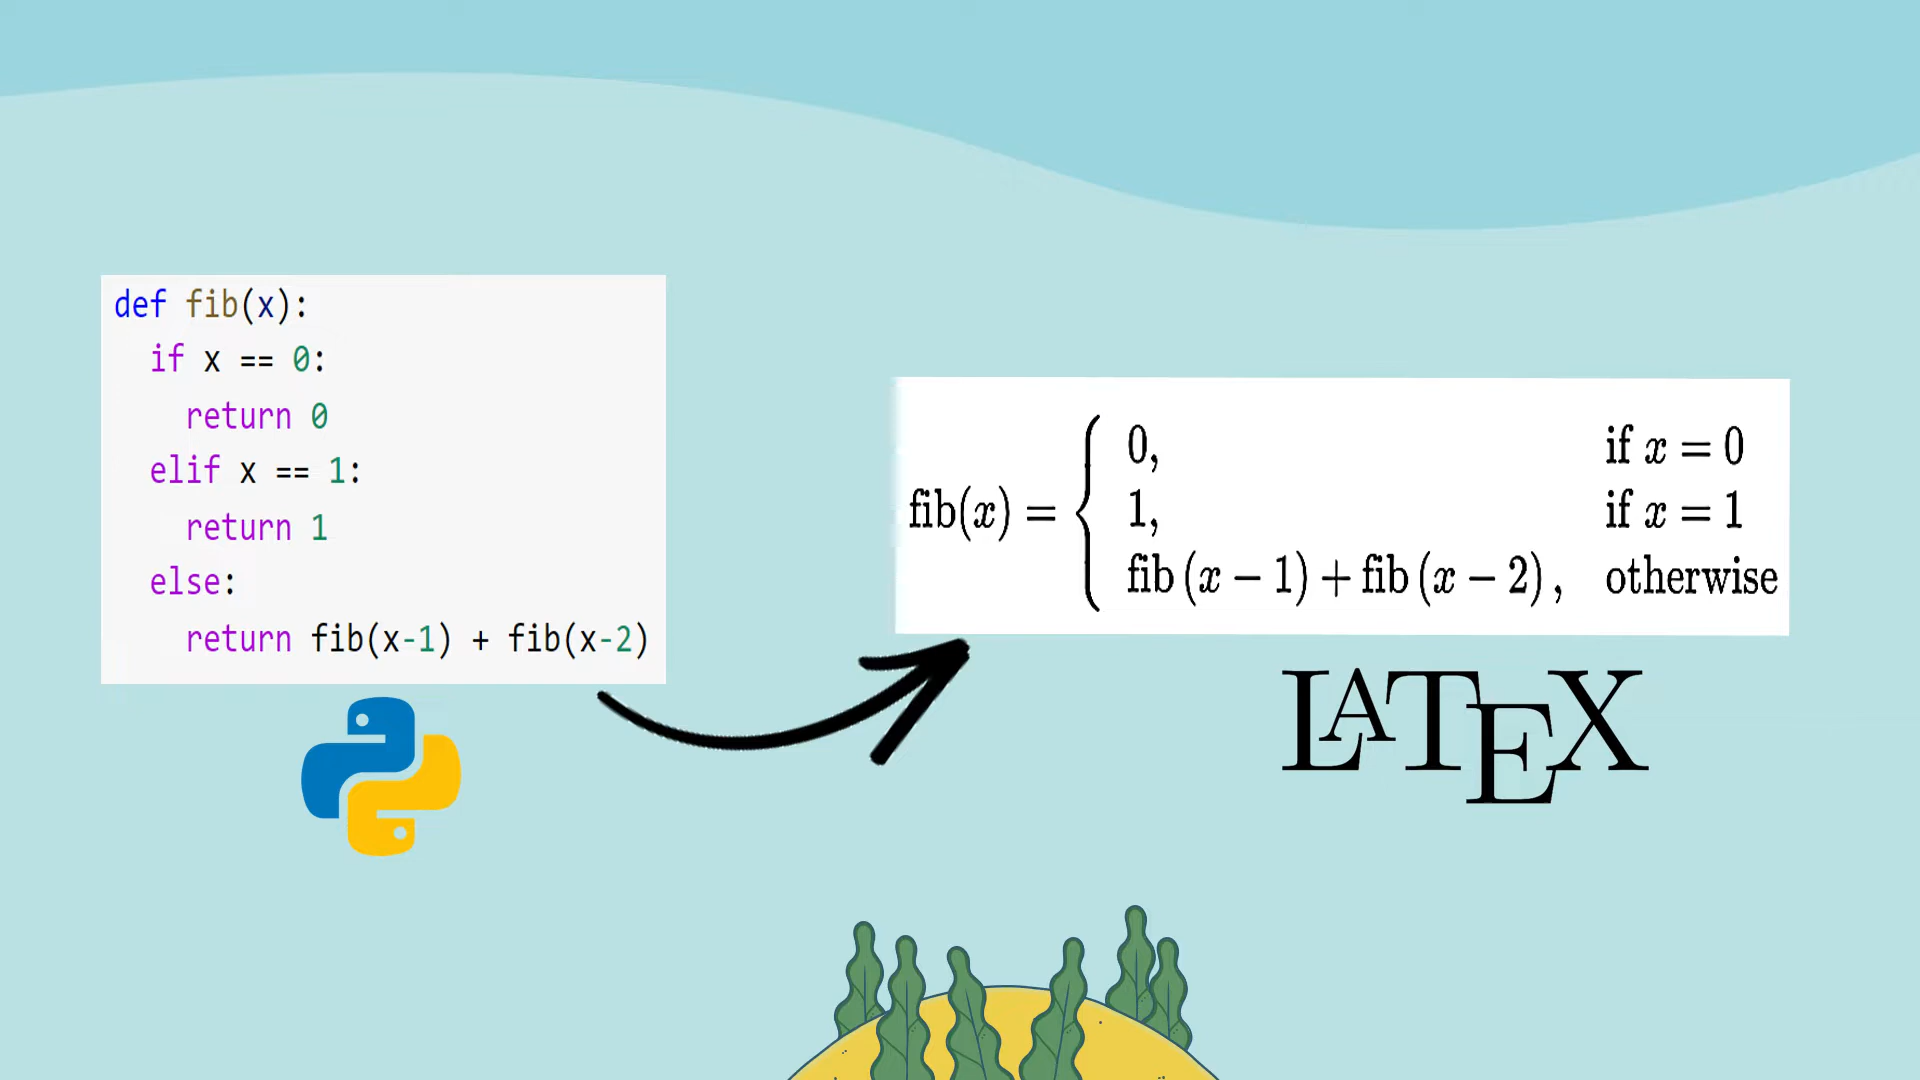 def fib(x):
if x == 0:
return 0
elif x == 1:
return 1
else:
return fib(x-1) + fib(x-2)
fib(x) = { 0, if x = 0
1, if x = 1
fib (x − 1) + fib (x − 2) , otherwise
LATEX